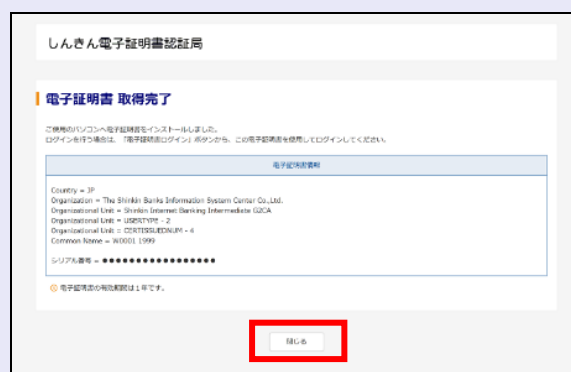 しんきん電子証明書認証局
電子証明書 取得完了
ご使用のパソコンへ電子証明書をインストールしました。
ログインを行う場合は、「電子証明書ログイン」ボタンから、この電子証明書を使用してログインしてください。
電子証明書情報
Country = JP
Organization = The Shinkin Banks Information System Center Co.,Ltd.
Organizational Unit = Shinkin Internet Banking Intermediate G2CA
Organizational Unit = USERTYPE - 2
Organizational Unit = CERTISSUEDNUM - 4
Common Name = W0001 1999
シリアル番号 = ●●●●●●●●●●●●●●●●●
電子証明書の有効期間は1年です。
閉じる